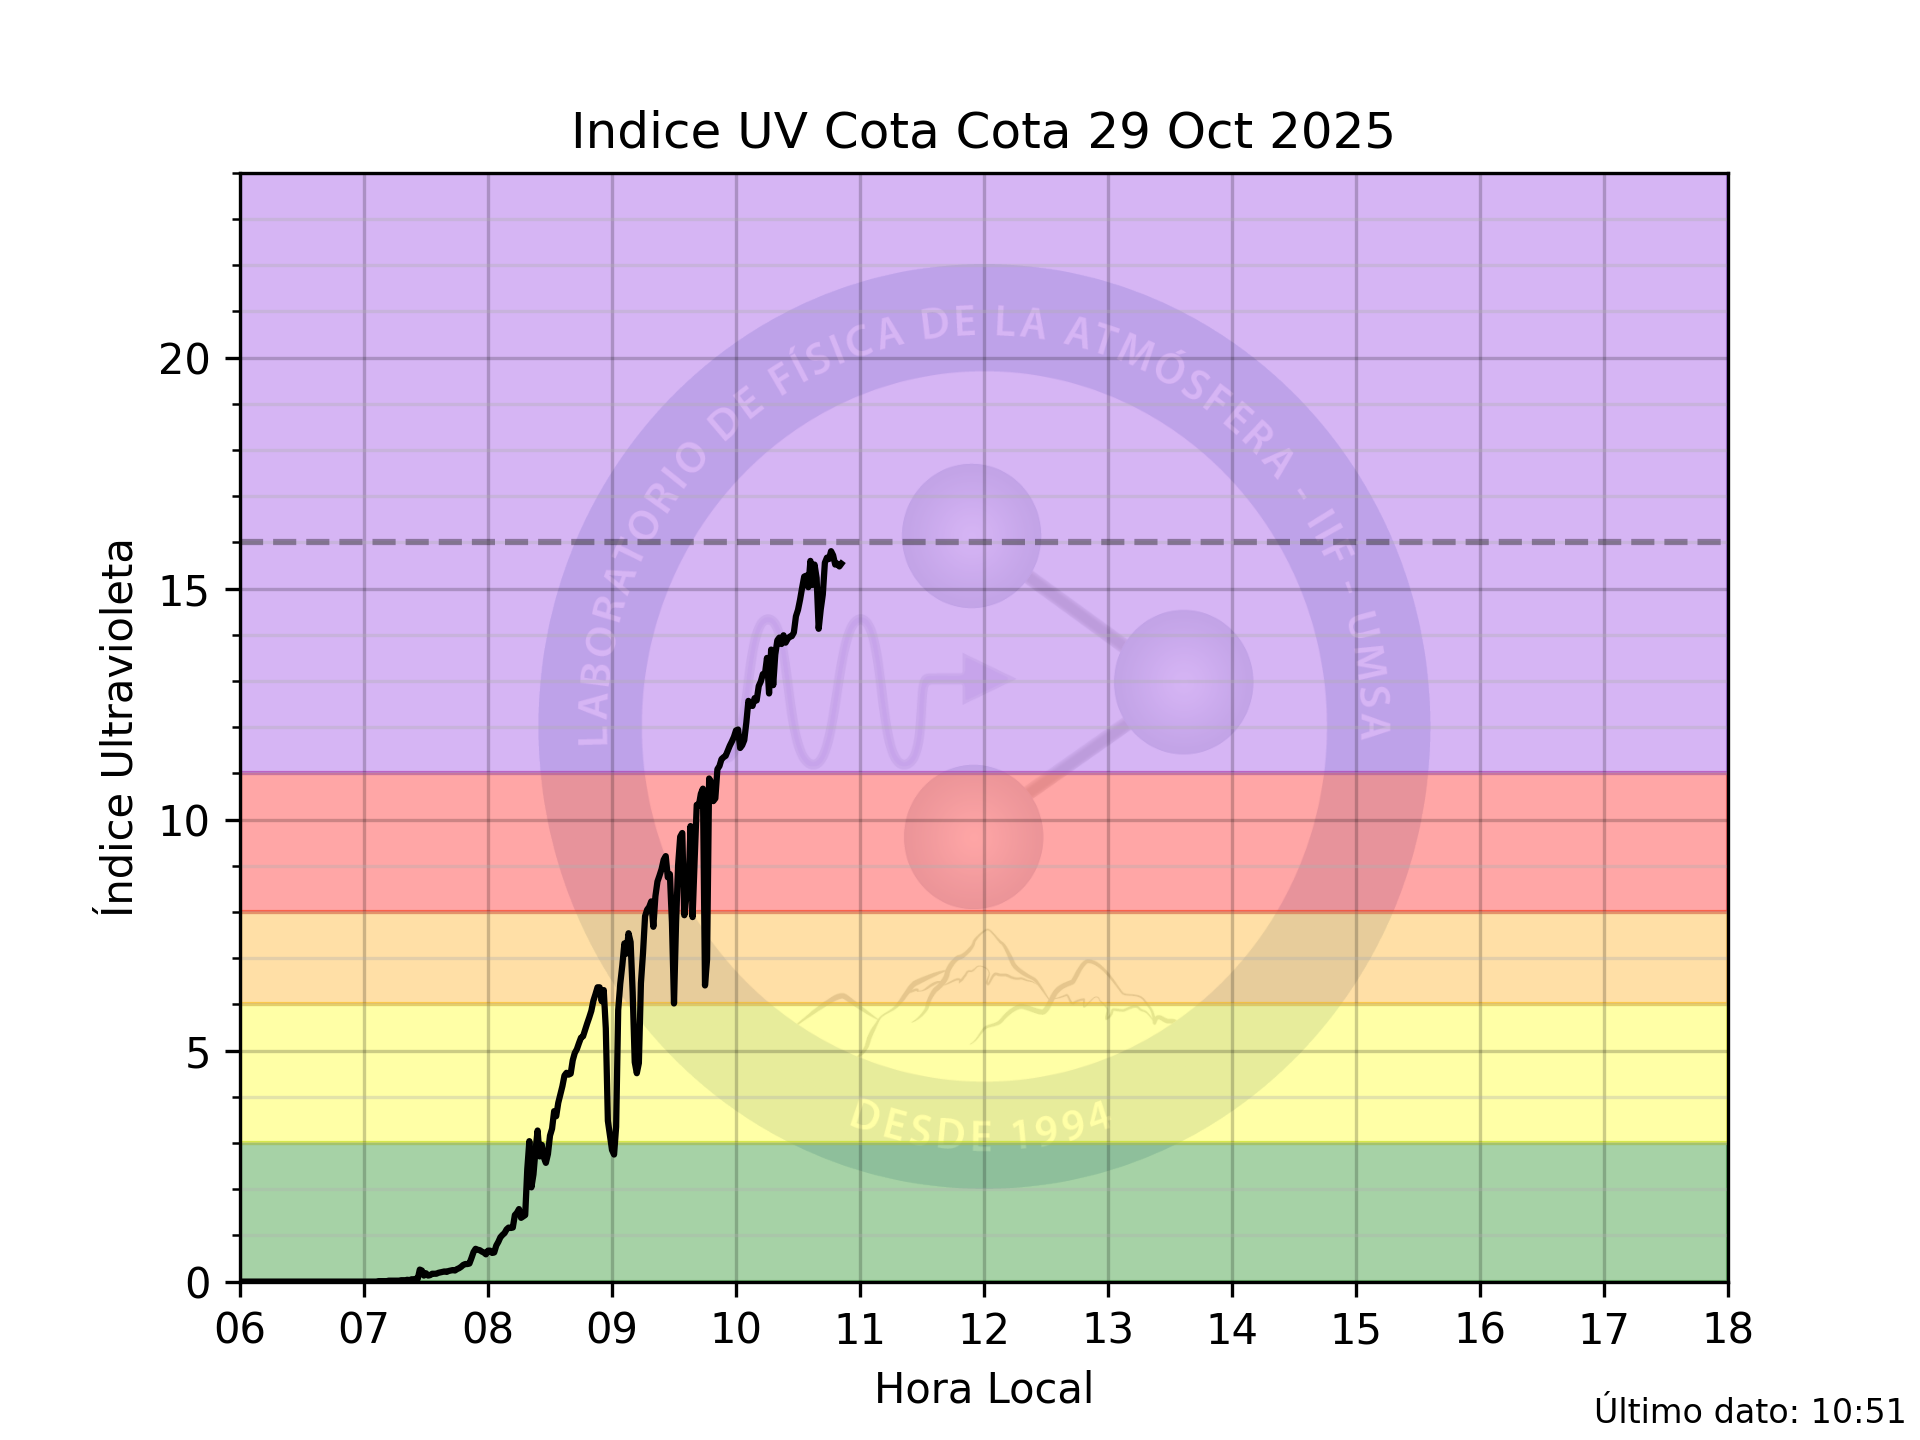 Indice UV Cota Cota 29 Oct 2025
20
15
10
5
0
Índice Ultravioleta
LABORATORIO DE FÍSICA DE LA ATMÓSFERA - IIF - UMSA
DESDE 1994
06 07 08 09 10 11 12 13 14 15 16 17 18
Hora Local
Último dato: 10:51